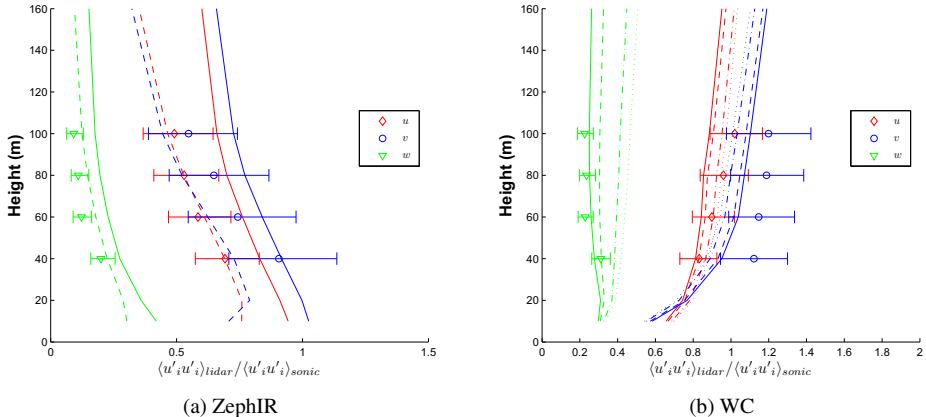 160
140
120
100
80
60
40
20
0
Height (m)
0
0.5
1
1.5
⟨u′ᵢu′ᵢ⟩lidar/⟨u′ᵢu′ᵢ⟩sonic
u
v
w
(a) ZephIR
160
140
120
100
80
60
40
20
0
Height (m)
0
0.2
0.4
0.6
0.8
1
1.2
1.4
1.6
1.8
2
⟨u′ᵢu′ᵢ⟩lidar/⟨u′ᵢu′ᵢ⟩sonic
u
v
w
(b) WC